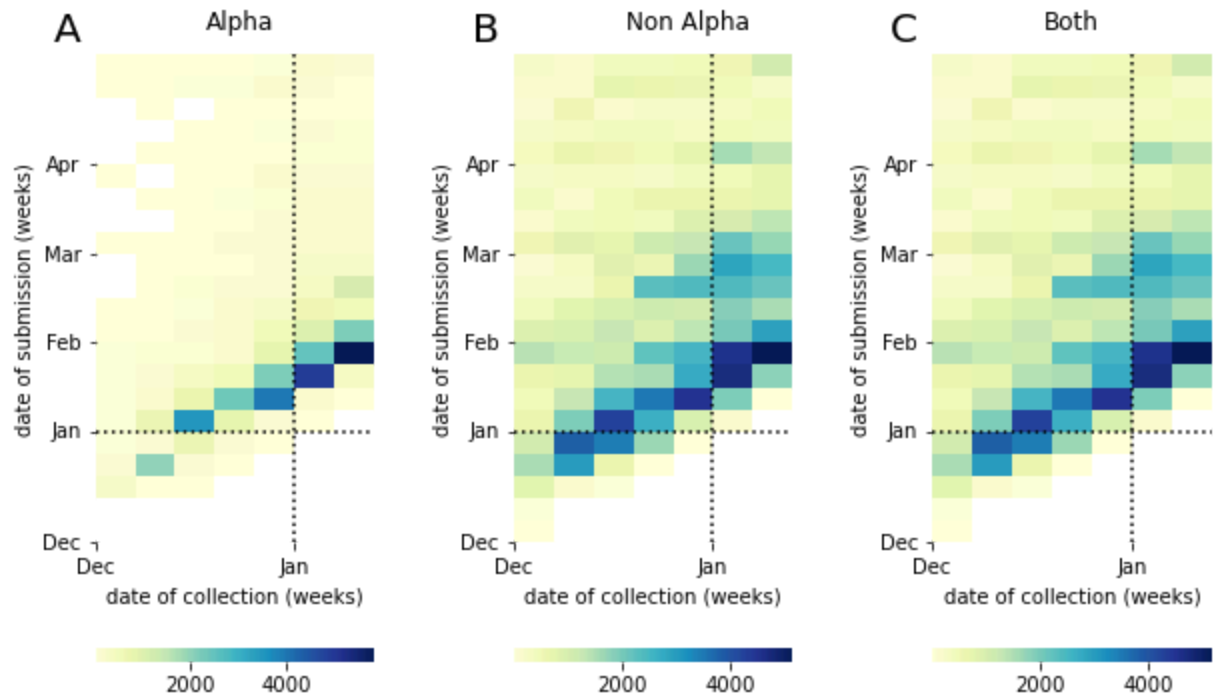 A Alpha
B Non Alpha
C Both
date of submission (weeks)
Apr
Mar
Feb
Jan
Dec
Dec Jan
date of collection (weeks)
2000 4000
date of submission (weeks)
Apr
Mar
Feb
Jan
Dec
Dec Jan
date of collection (weeks)
2000 4000
date of submission (weeks)
Apr
Mar
Feb
Jan
Dec
Dec Jan
date of collection (weeks)
2000 4000